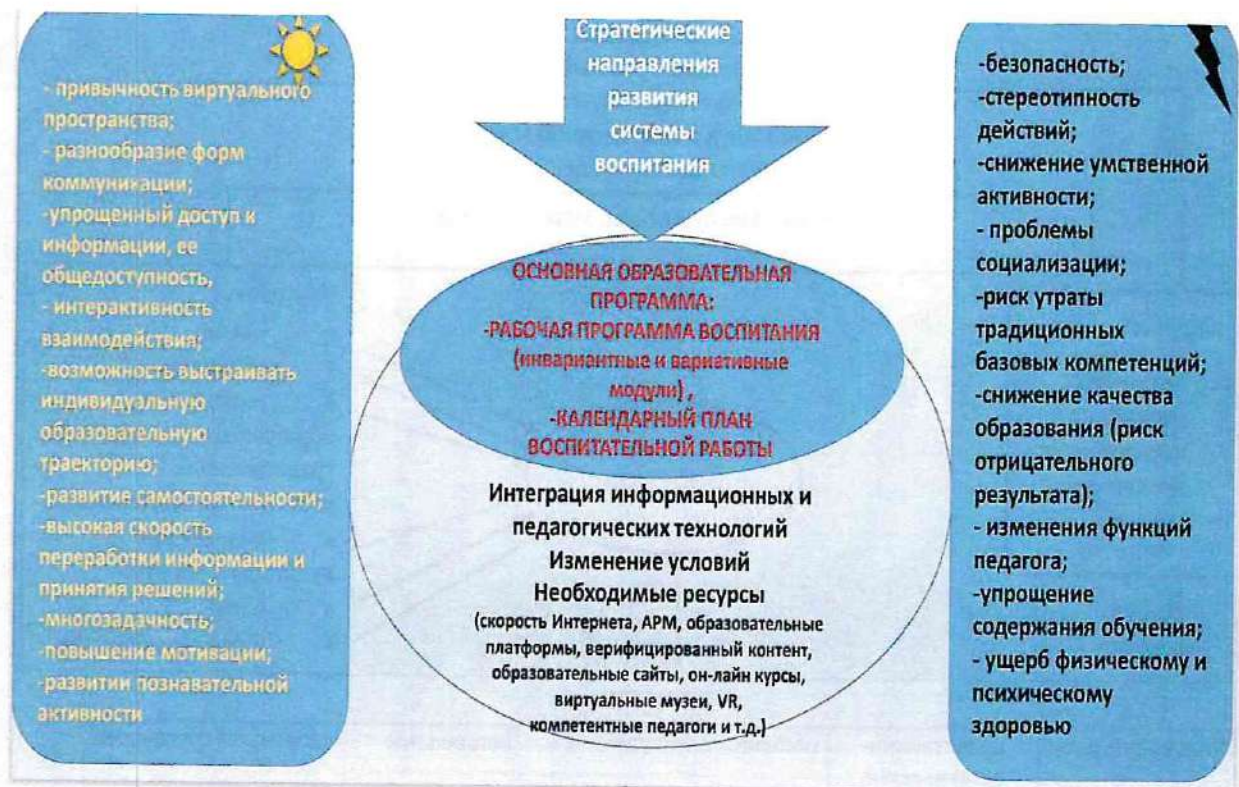 - привычность виртуального
пространства;
- разнообразие форм
коммуникации;
-упрощенный доступ к
информации, ее
общедоступность,
- интерактивность
взаимодействия;
-возможность выстраивать
индивидуальную
образовательную
траекторию;
-развитие самостоятельности;
-высокая скорость
переработки информации и
принятия решений;
-многозадачность;
-повышение мотивации;
-развитии познавательной
активности
Стратегические
направления
развития
системы
воспитания
ОСНОВНАЯ ОБРАЗОВАТЕЛЬНАЯ
ПРОГРАММА:
-РАБОЧАЯ ПРОГРАММА ВОСПИТАНИЯ
(инвариантные и вариативные
модули) ,
-КАЛЕНДАРНЫЙ ПЛАН
ВОСПИТАТЕЛЬНОЙ РАБОТЫ
Интеграция информационных и
педагогических технологий
Изменение условий
Необходимые ресурсы
(скорость Интернета, АРМ, образовательные
платформы, верифицированный контент,
образовательные сайты, он-лайн курсы,
виртуальные музеи, VR,
компетентные педагоги и т.д.)
-безопасность;
-стереотипность
действий;
-снижение умственной
активности;
- проблемы
социализации;
-риск утраты
традиционных
базовых компетенций;
-снижение качества
образования (риск
отрицательного
результата);
- изменения функций
педагога;
-упрощение
содержания обучения;
- ущерб физическому и
психическому
здоровью